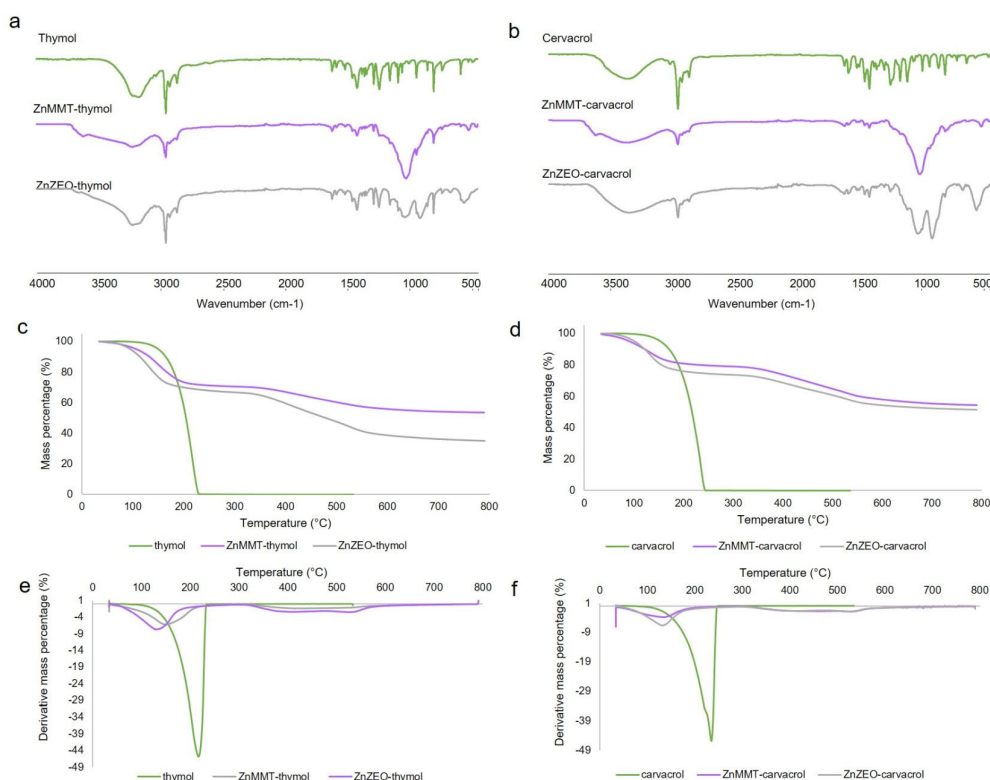 a
Thymol
ZnMMT-thymol
ZnZEO-thymol
4000 3500 3000 2500 2000 1500 1000 500
Wavenumber (cm-1)
b
Cervacrol
ZnMMT-carvacrol
ZnZEO-carvacrol
4000 3500 3000 2500 2000 1500 1000 500
Wavenumber (cm-1)
c
Mass percentage (%)
100
80
60
40
20
0
0 100 200 300 400 500 600 700 800
Temperature (°C)
thymol ZnMMT-thymol ZnZEO-thymol
d
Mass percentage (%)
100
80
60
40
20
0
0 100 200 300 400 500 600 700 800
Temperature (°C)
carvacrol ZnMMT-carvacrol ZnZEO-carvacrol
e
Temperature (°C)
0 100 200 300 400 500 600 700 800
Derivative mass percentage (%)
1
-4
-9
-14
-19
-24
-29
-34
-39
-44
-49
thymol ZnMMT-thymol ZnZEO-thymol
f
Temperature (°C)
0 100 200 300 400 500 600 700 800
Derivative mass percentage (%)
1
-9
-19
-29
-39
-49
carvacrol ZnMMT-carvacrol ZnZEO-carvacrol